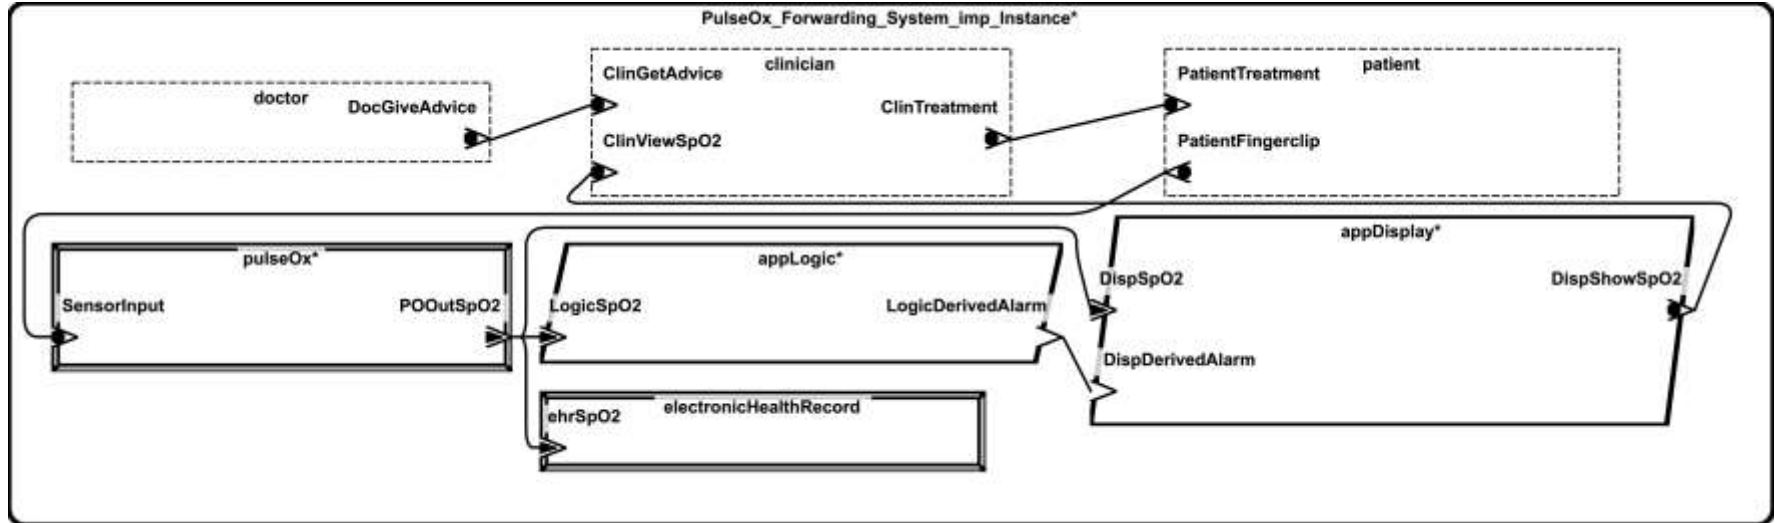 PulseOx_Forwarding_System_imp_Instance*
doctor
DocGiveAdvice
clinician
ClinGetAdvice
ClinTreatment
ClinViewSpO2
patient
PatientTreatment
PatientFingerclip
pulseOx*
SensorInput
POOutSpO2
appLogic*
LogicSpO2
LogicDerivedAlarm
appDisplay*
DispSpO2
DispShowSpO2
DispDerivedAlarm
electronicHealthRecord
ehrSpO2